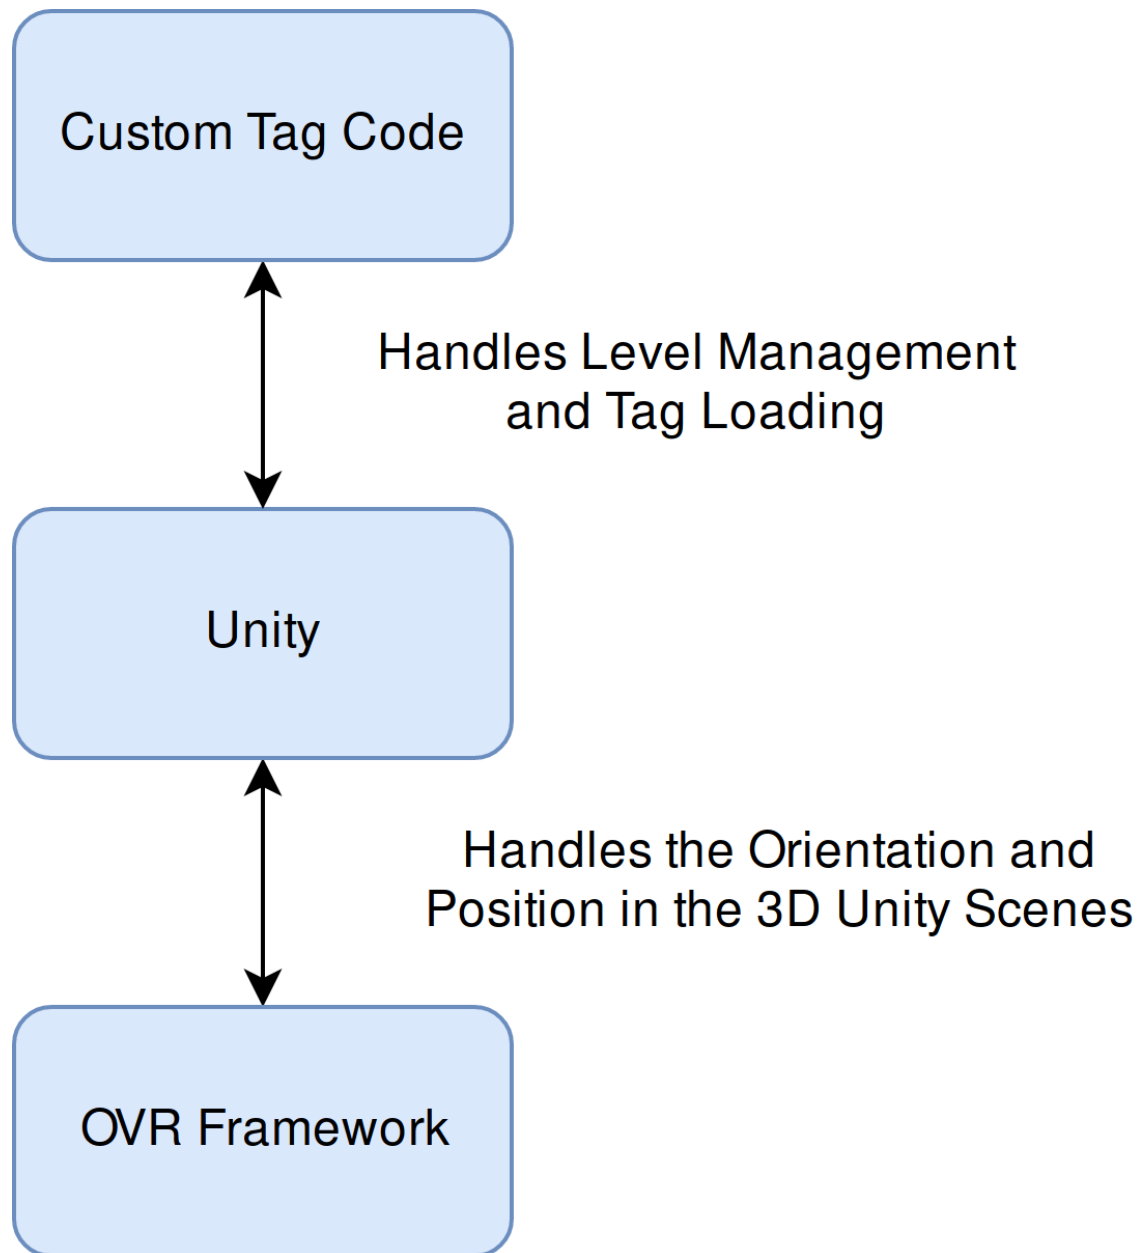 Custom Tag Code
Handles Level Management
and Tag Loading
Unity
Handles the Orientation and
Position in the 3D Unity Scenes
OVR Framework